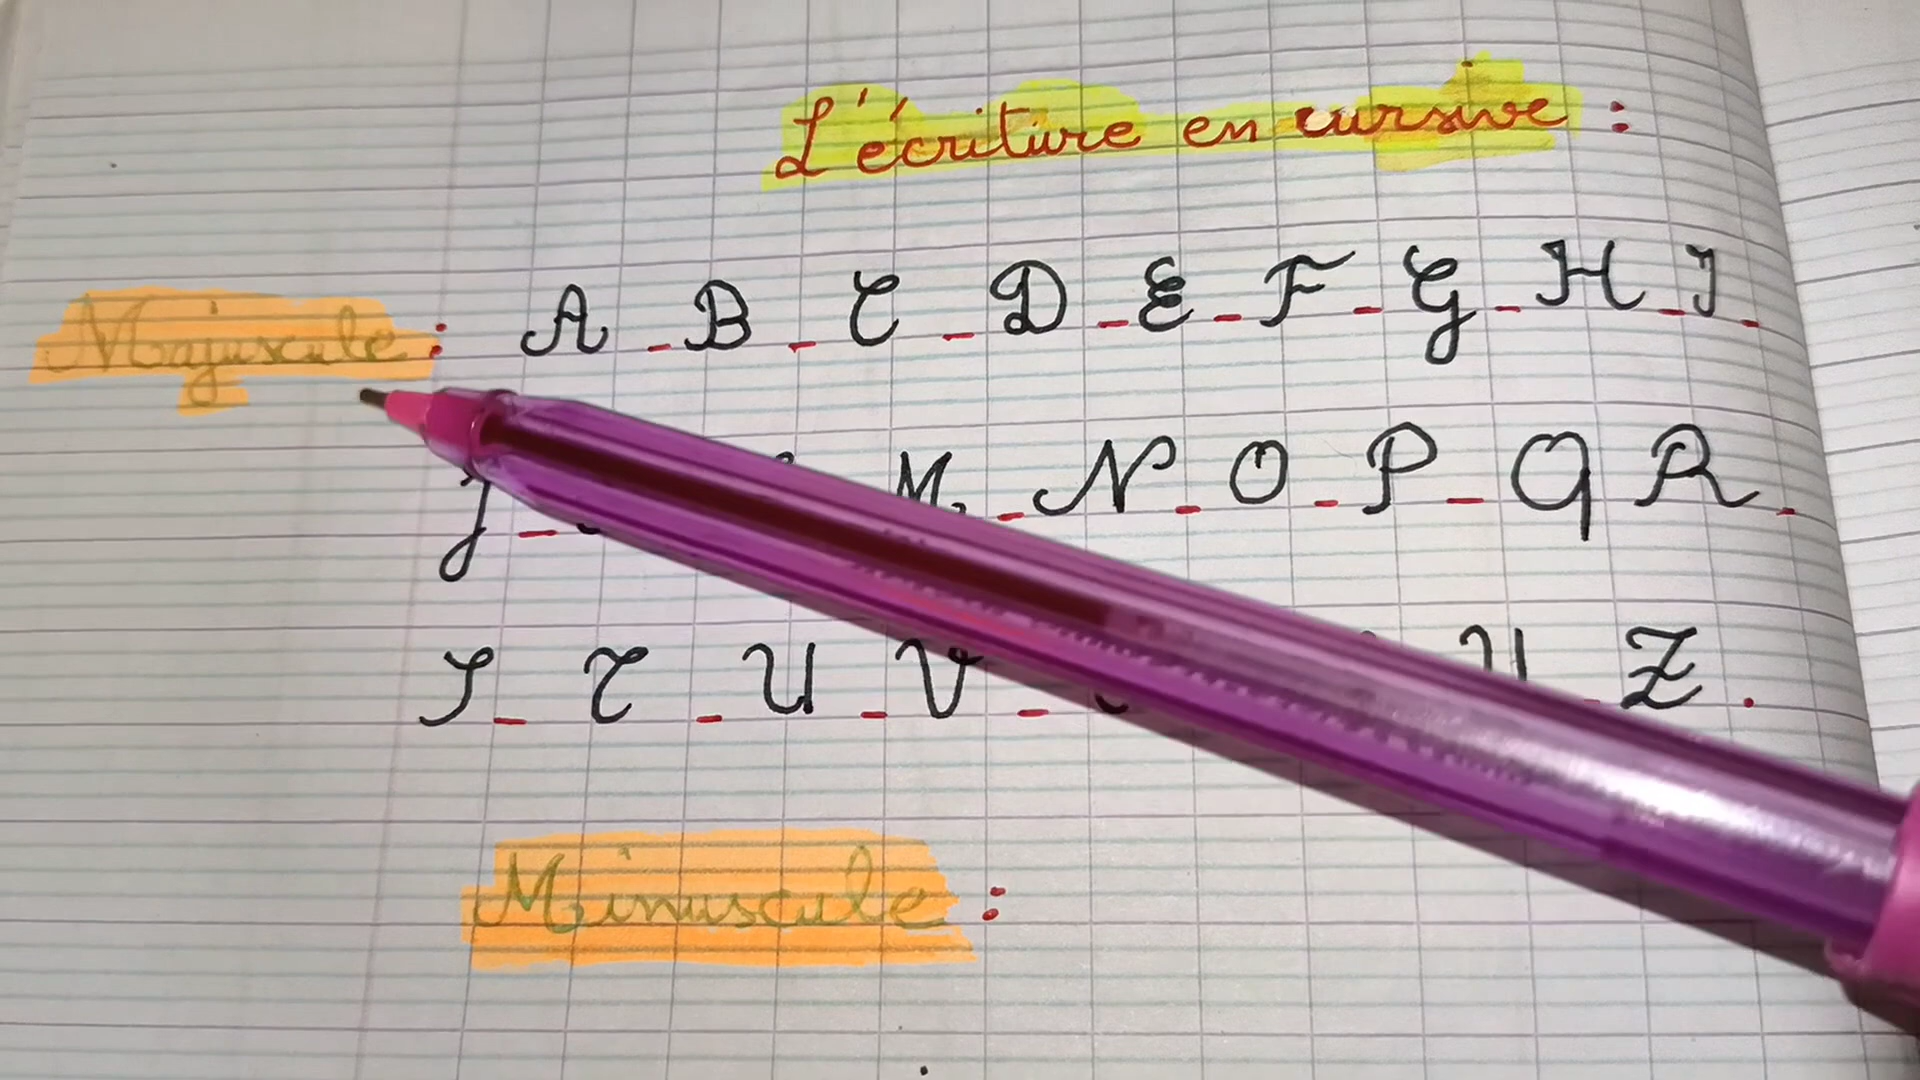 L'écriture en cursive :
Majuscule : A _ B _ C _ D _ E _ F _ G _ H _ I _
J _ M _ N _ O _ P _ Q R _
S _ T _ U _ V _ Y _ Z .
Minuscule :